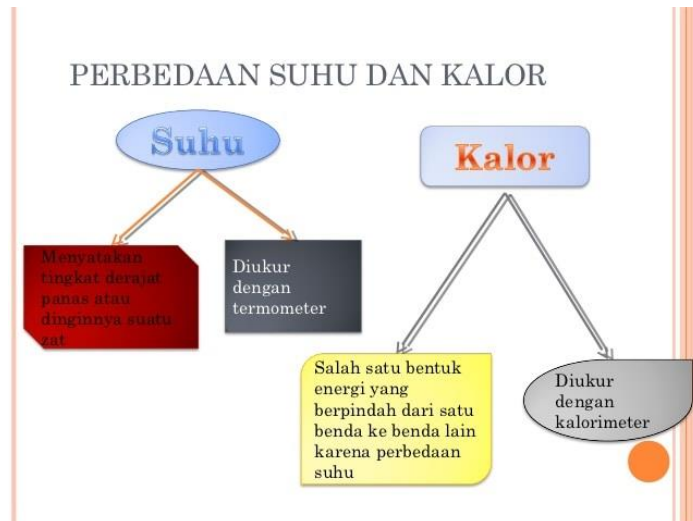 PERBEDAAN SUHU DAN KALOR
Suhu
Kalor
Menyatakan
tingkat derajat
panas atau
dinginnya suatu
zat
Diukur
dengan
termometer
Salah satu bentuk
energi yang
berpindah dari satu
benda ke benda lain
karena perbedaan
suhu
Diukur
dengan
kalorimeter